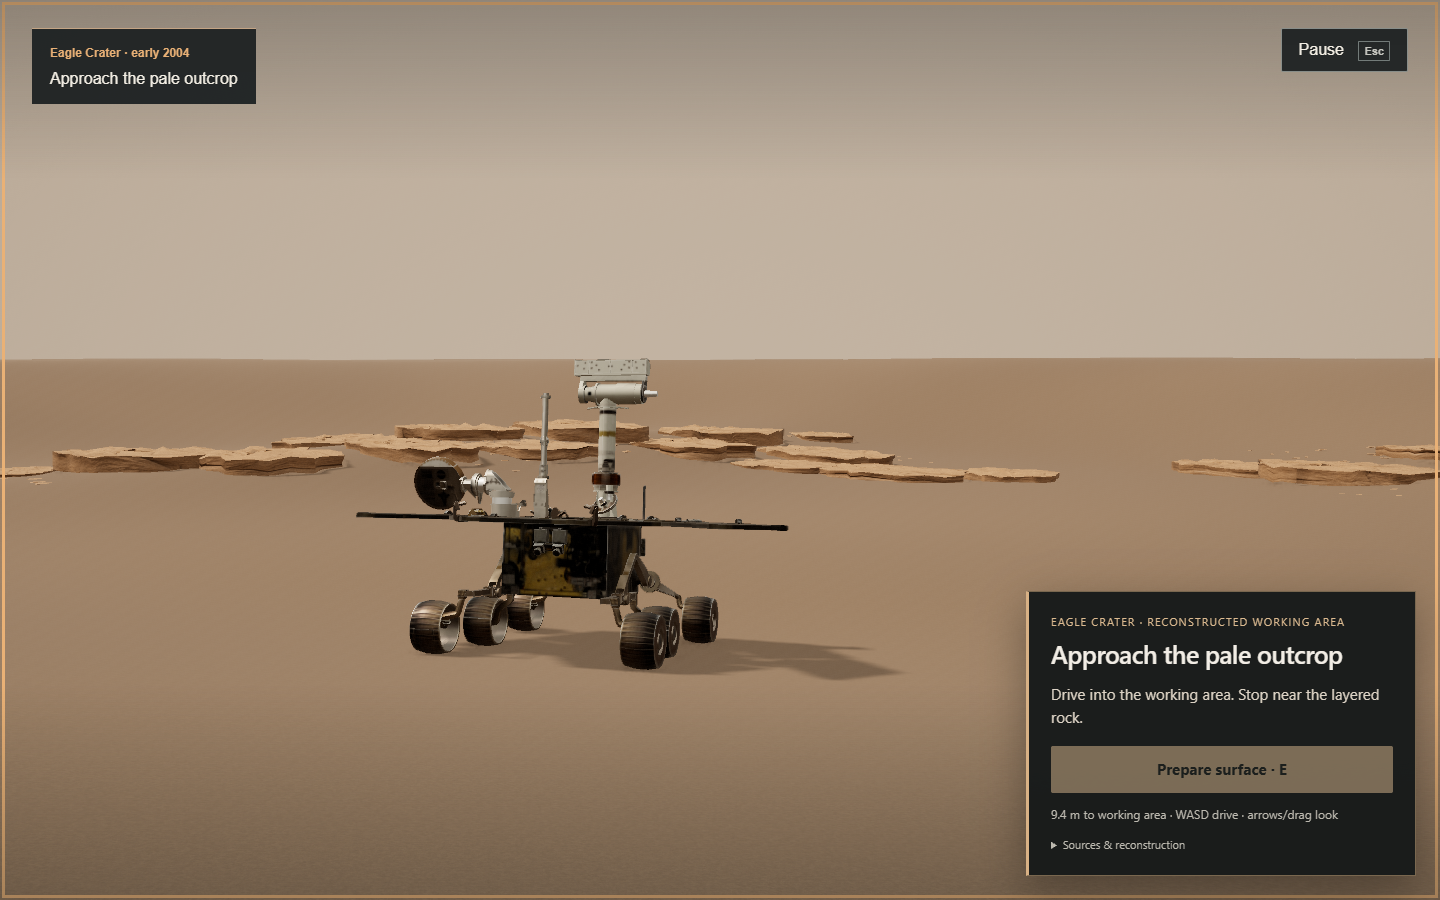 Eagle Crater · early 2004
Approach the pale outcrop
Pause Esc
EAGLE CRATER · RECONSTRUCTED WORKING AREA
Approach the pale outcrop
Drive into the working area. Stop near the layered
rock.
Prepare surface · E
9.4 m to working area · WASD drive · arrows/drag look
Sources & reconstruction